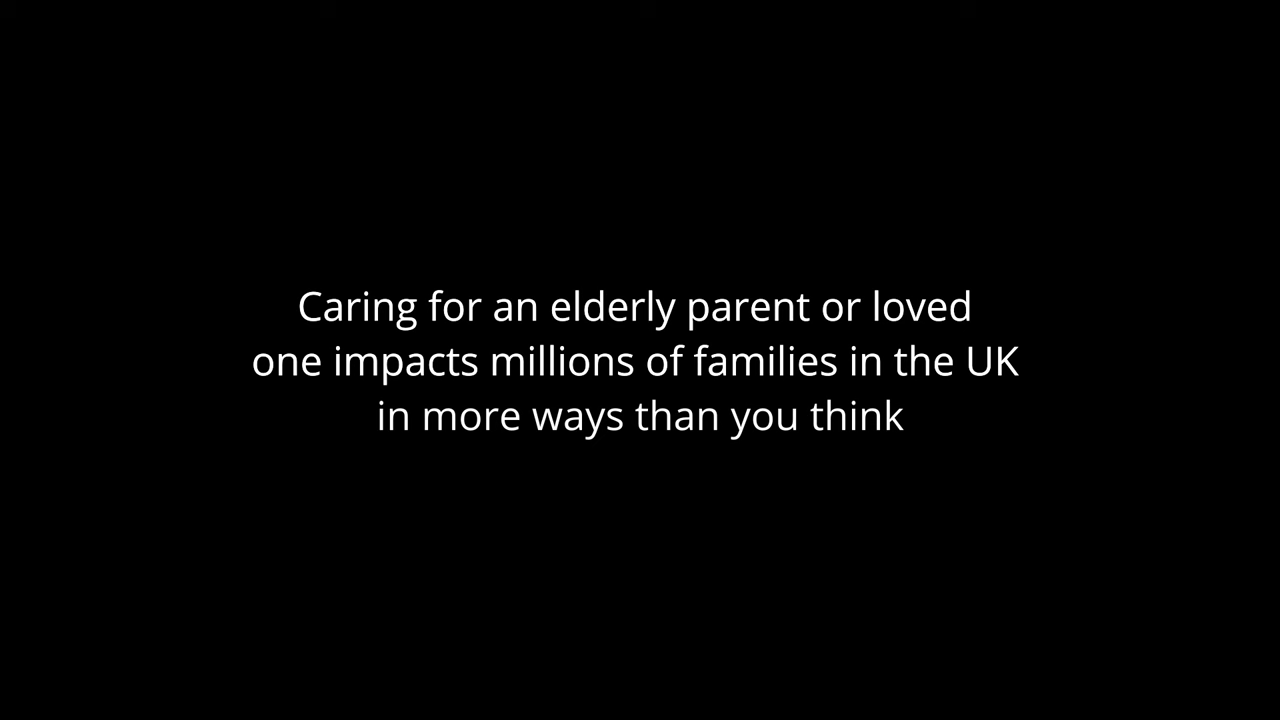 Caring for an elderly parent or loved
one impacts millions of families in the UK
in more ways than you think